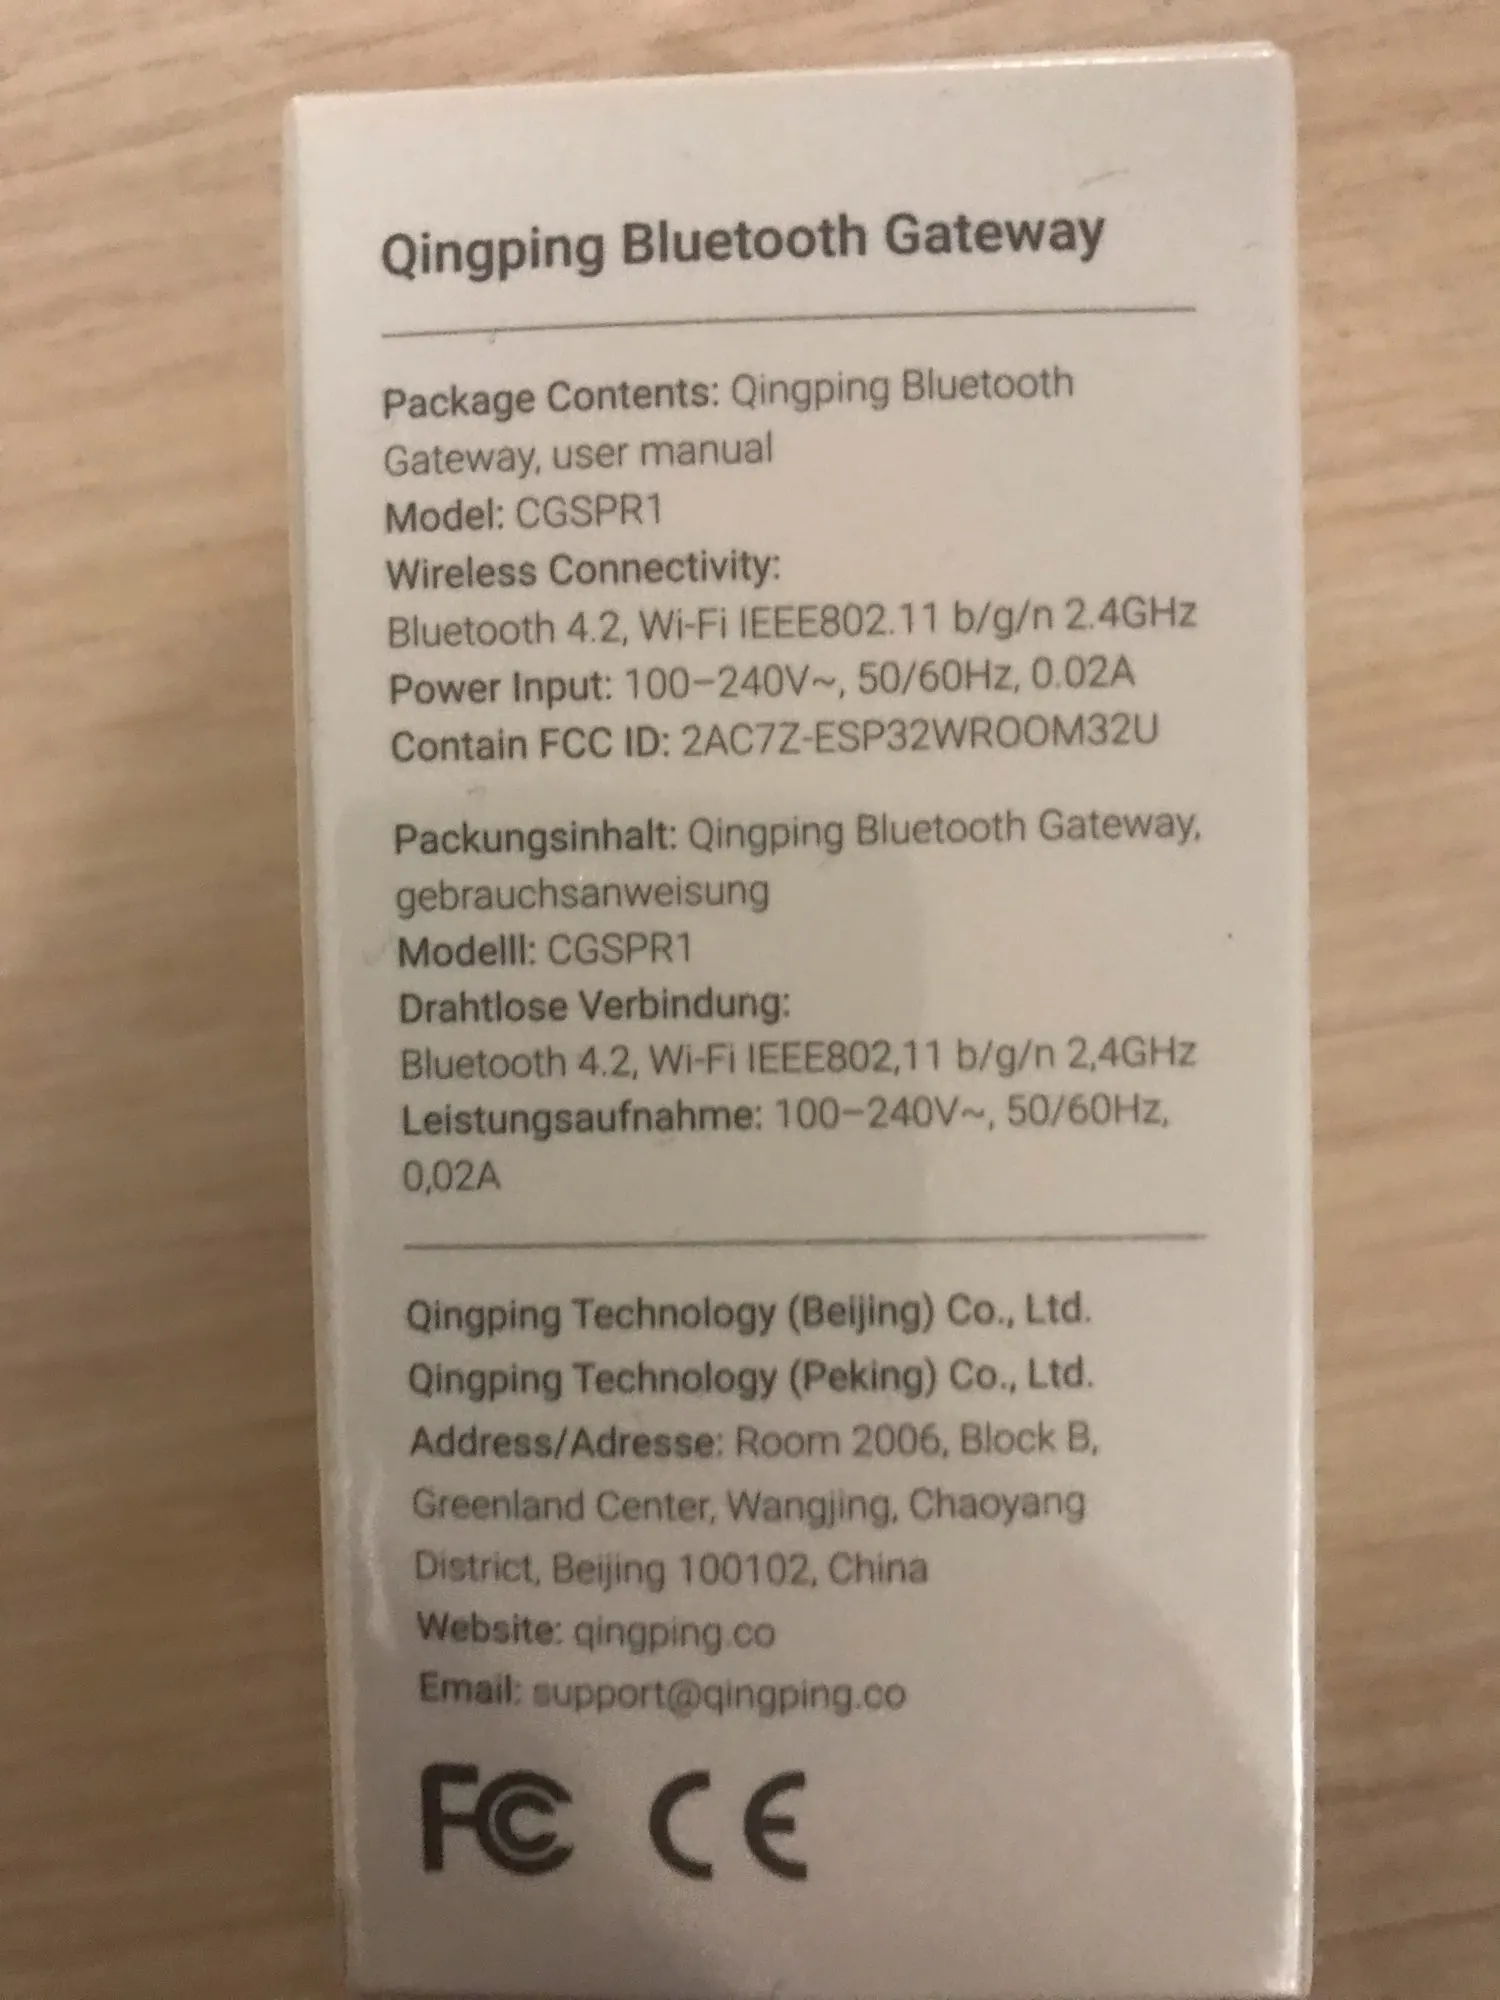 Qingping Bluetooth Gateway
Package Contents: Qingping Bluetooth
Gateway, user manual
Model: CGSPR1
Wireless Connectivity:
Bluetooth 4.2, Wi-Fi IEEE802.11 b/g/n 2.4GHz
Power Input: 100–240V~, 50/60Hz, 0.02A
Contain FCC ID: 2AC7Z-ESP32WROOM32U
Packungsinhalt: Qingping Bluetooth Gateway,
gebrauchsanweisung
Modelll: CGSPR1
Drahtlose Verbindung:
Bluetooth 4.2, Wi-Fi IEEE802,11 b/g/n 2,4GHz
Leistungsaufnahme: 100–240V~, 50/60Hz,
0,02A
Qingping Technology (Beijing) Co., Ltd.
Qingping Technology (Peking) Co., Ltd.
Address/Adresse: Room 2006, Block B,
Greenland Center, Wangjing, Chaoyang
District, Beijing 100102, China
Website: qingping.co
Email: support@qingping.co
FC CE